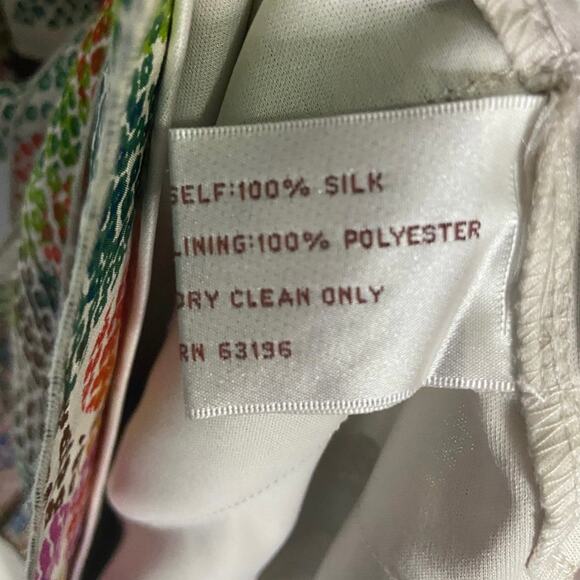 SELF:100% SILK
LINING:100% POLYESTER
DRY CLEAN ONLY
RN 63196